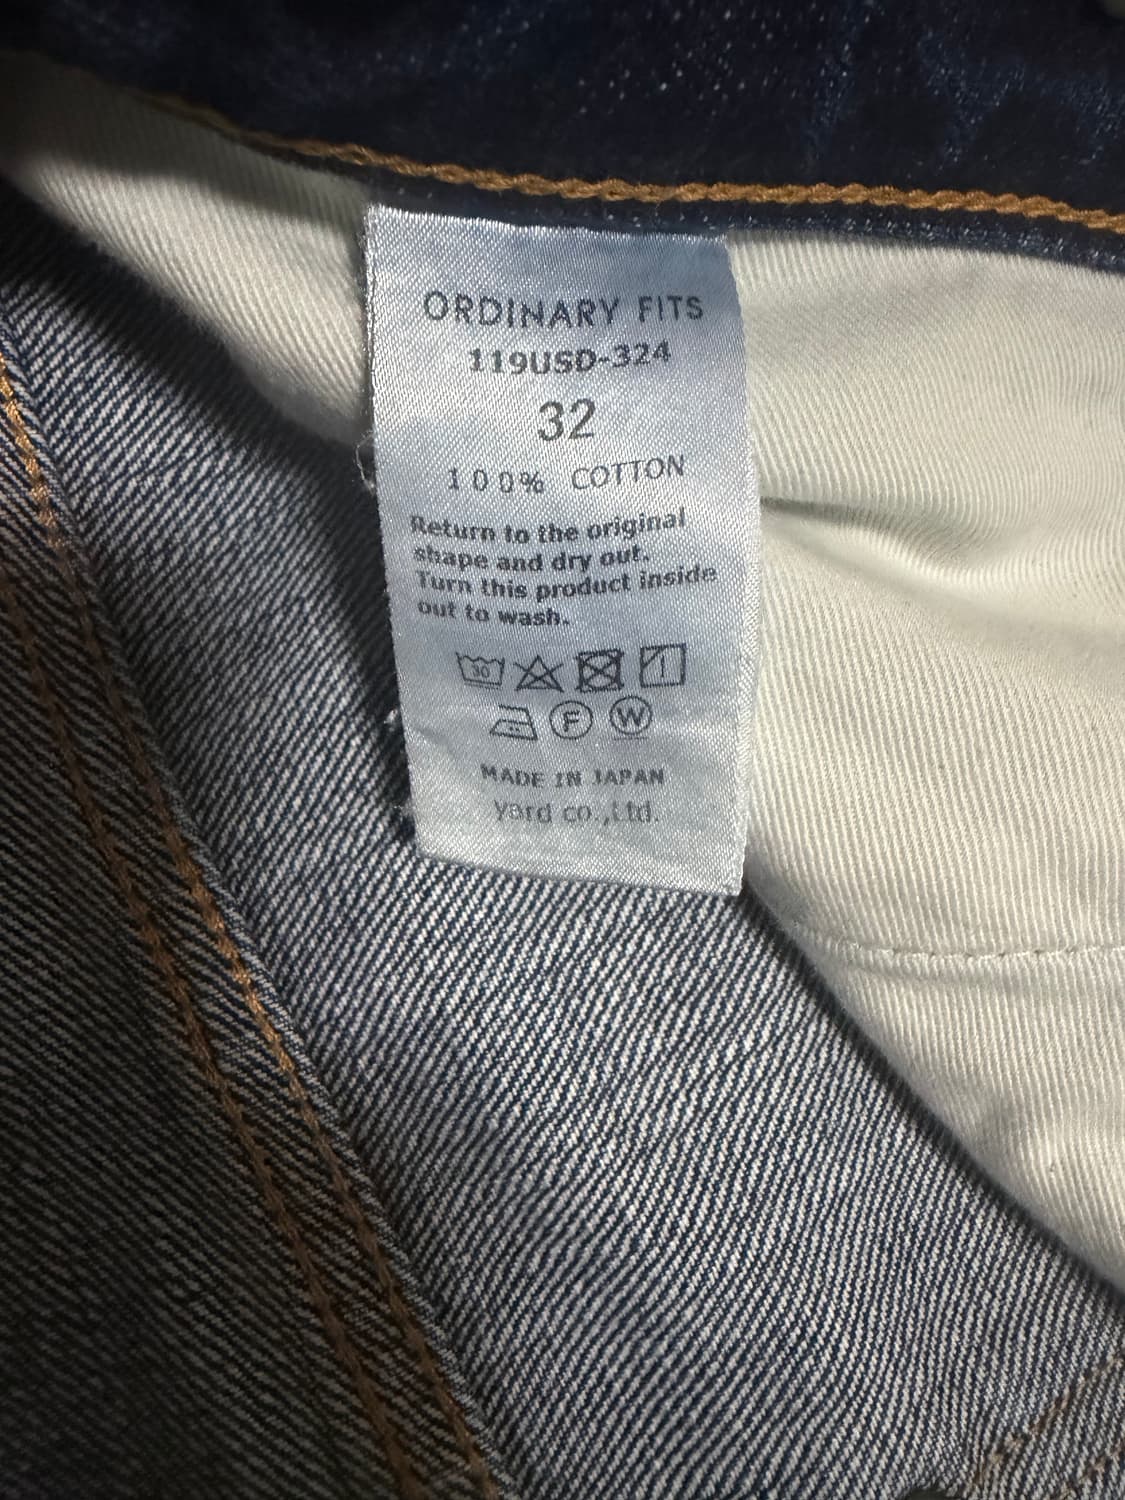 ORDINARY FITS
119USD-324
32
100% COTTON
Return to the original
shape and dry out.
Turn this product inside
out to wash.
30
F W
MADE IN JAPAN
yard co.,Ltd.